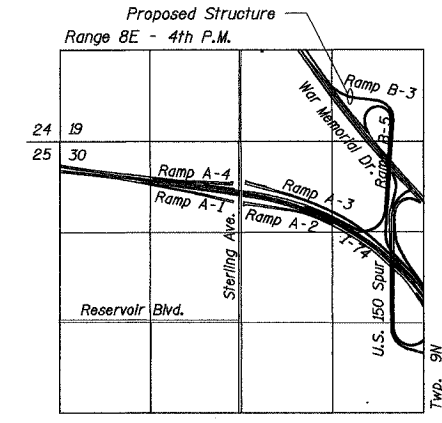 Proposed Structure
Range 8E - 4th P.M.
Ramp B-3
War Memorial Dr.
Ramp B-5
24 19
25 30
Ramp A-4
Ramp A-3
Ramp A-1
Ramp A-2
Sterling Ave.
I-74
Reservoir Blvd.
U.S. 150 Spur
Twp. 9N